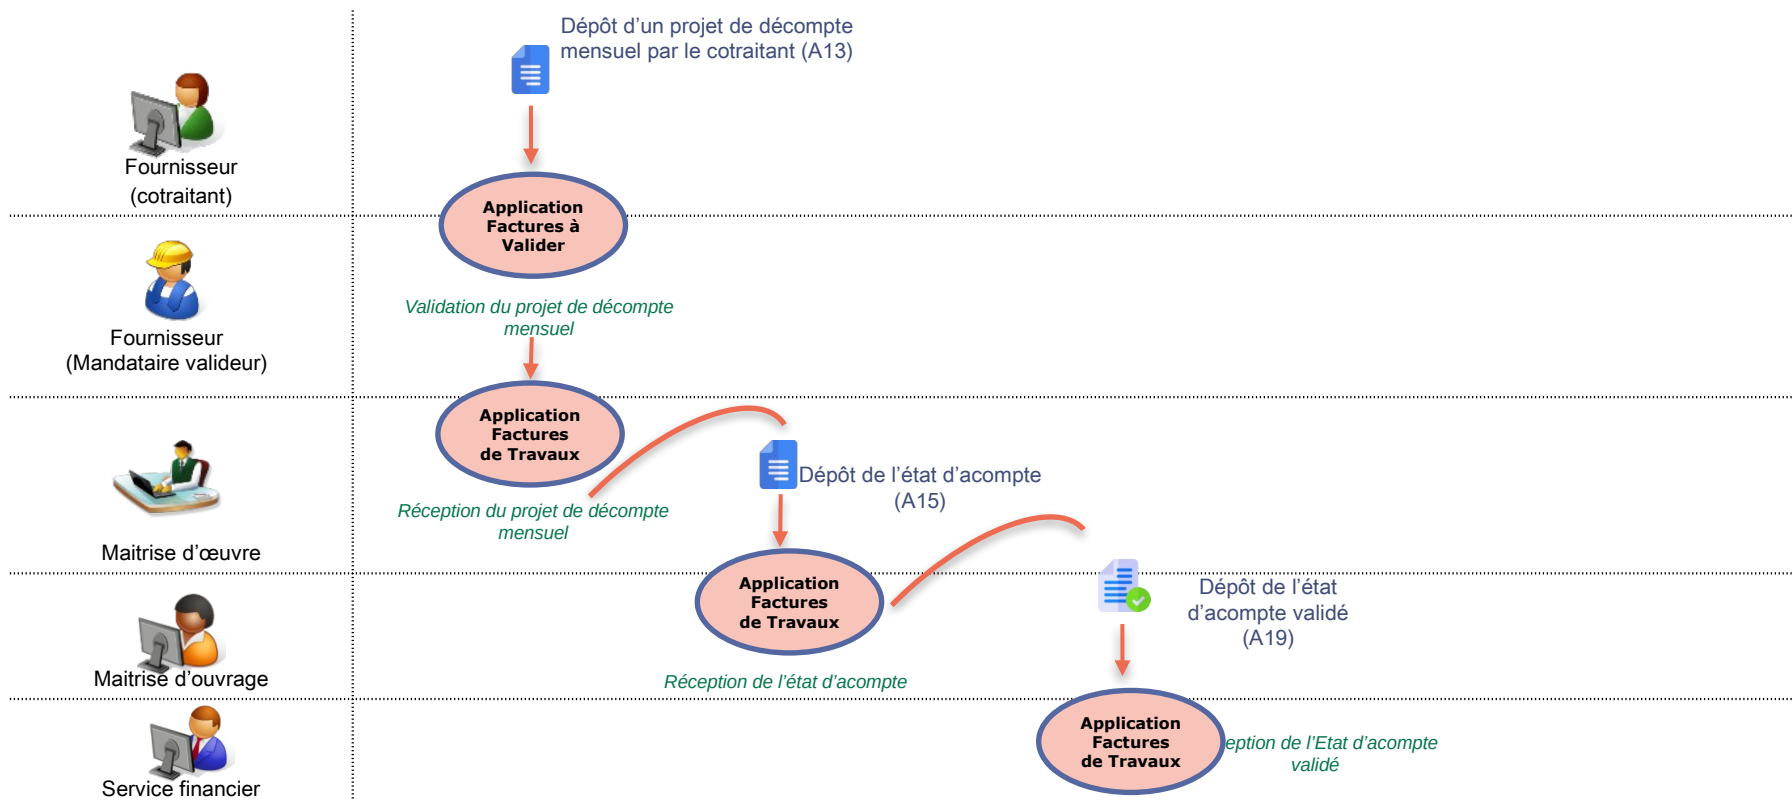 Dépôt d’un projet de décompte
mensuel par le cotraitant (A13)
Fournisseur
(cotraitant)
Application
Factures à
Valider
Validation du projet de décompte
mensuel
Fournisseur
(Mandataire valideur)
Application
Factures
de Travaux
Dépôt de l’état d’acompte
(A15)
Réception du projet de décompte
mensuel
Maitrise d’œuvre
Application
Factures
de Travaux
Dépôt de l’état
d’acompte validé
(A19)
Maitrise d’ouvrage
Réception de l’état d’acompte
Application
Factures
de Travaux
eption de l’Etat d’acompte
validé
Service financier